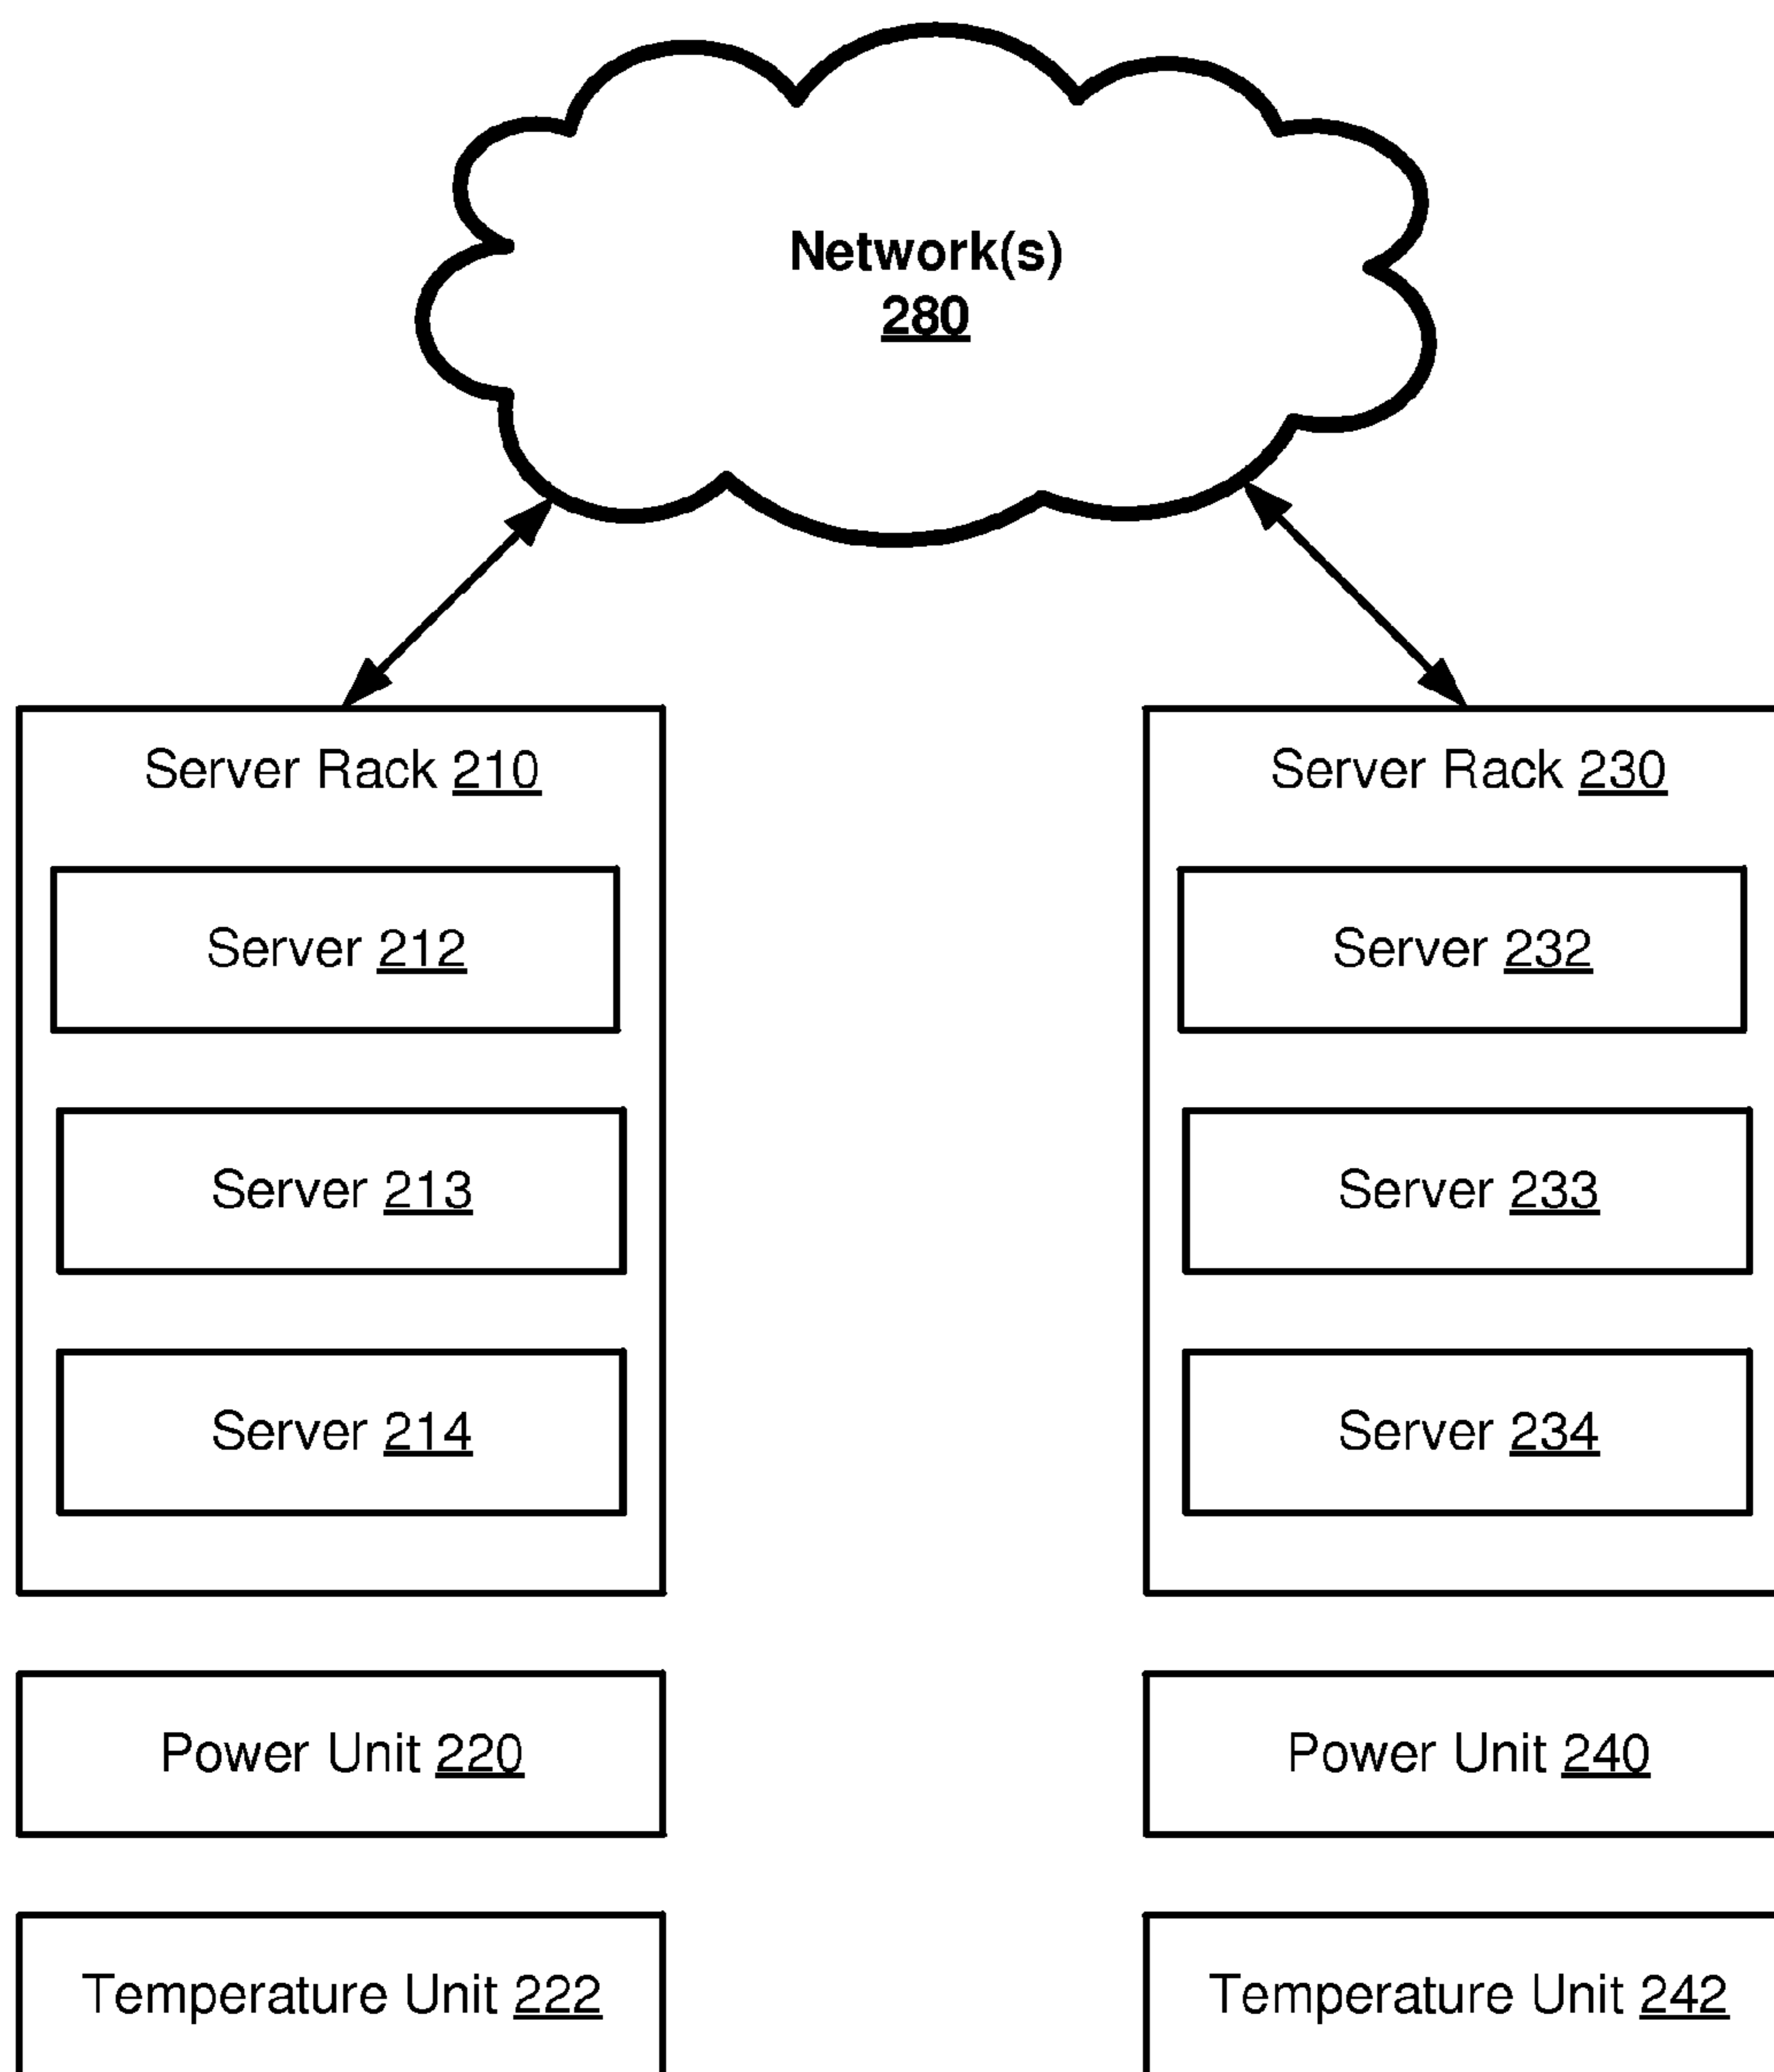 Network(s)
280
Server Rack 210
Server 212
Server 213
Server 214
Power Unit 220
Temperature Unit 222
Server Rack 230
Server 232
Server 233
Server 234
Power Unit 240
Temperature Unit 242